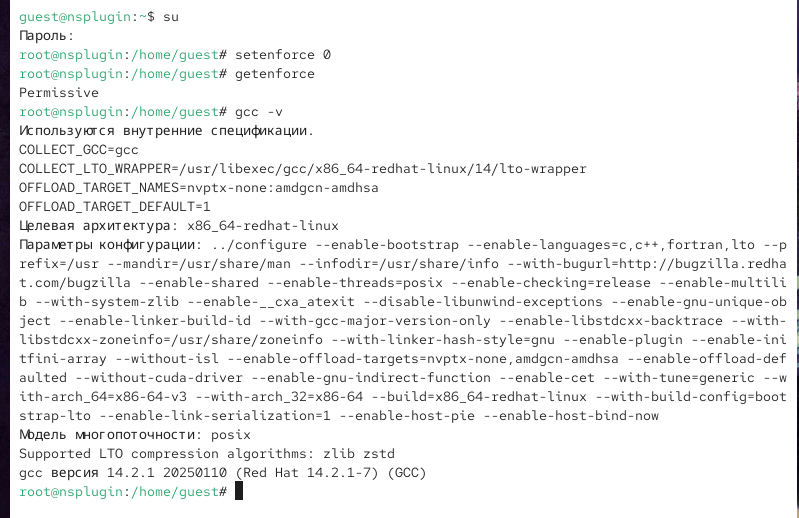 guest@nsplugin:~$ su
Пароль:
root@nsplugin:/home/guest# setenforce 0
root@nsplugin:/home/guest# getenforce
Permissive
root@nsplugin:/home/guest# gcc -v
Используются внутренние спецификации.
COLLECT_GCC=gcc
COLLECT_LTO_WRAPPER=/usr/libexec/gcc/x86_64-redhat-linux/14/lto-wrapper
OFFLOAD_TARGET_NAMES=nvptx-none:amdgcn-amdhsa
OFFLOAD_TARGET_DEFAULT=1
Целевая архитектура: x86_64-redhat-linux
Параметры конфигурации: ../configure --enable-bootstrap --enable-languages=c,c++,fortran,lto --p
refix=/usr --mandir=/usr/share/man --infodir=/usr/share/info --with-bugurl=http://bugzilla.redha
t.com/bugzilla --enable-shared --enable-threads=posix --enable-checking=release --enable-multili
b --with-system-zlib --enable-__cxa_atexit --disable-libunwind-exceptions --enable-gnu-unique-ob
ject --enable-linker-build-id --with-gcc-major-version-only --enable-libstdcxx-backtrace --with-
libstdcxx-zoneinfo=/usr/share/zoneinfo --with-linker-hash-style=gnu --enable-plugin --enable-ini
tfini-array --without-isl --enable-offload-targets=nvptx-none,amdgcn-amdhsa --enable-offload-def
aulted --without-cuda-driver --enable-gnu-indirect-function --enable-cet --with-tune=generic --w
ith-arch_64=x86-64-v3 --with-arch_32=x86-64 --build=x86_64-redhat-linux --with-build-config=boot
strap-lto --enable-link-serialization=1 --enable-host-pie --enable-host-bind-now
Модель многопоточности: posix
Supported LTO compression algorithms: zlib zstd
gcc версия 14.2.1 20250110 (Red Hat 14.2.1-7) (GCC)
root@nsplugin:/home/guest#